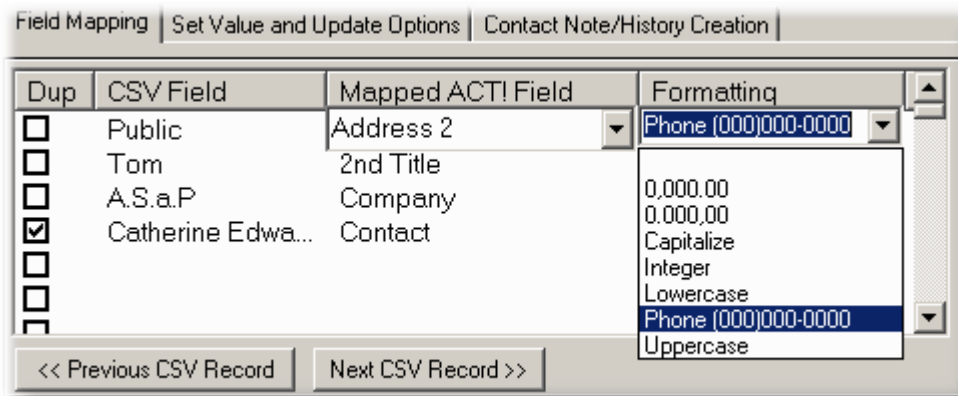 Field Mapping Set Value and Update Options Contact Note/History Creation
Dup CSV Field Mapped ACT! Field Formatting
Public Address 2 Phone (000)000-0000
Tom 2nd Title
0,000.00
A.S.a.P Company
0.000,00
Catherine Edwa... Contact
Capitalize
Integer
Lowercase
Phone (000)000-0000
Uppercase
<< Previous CSV Record Next CSV Record >>